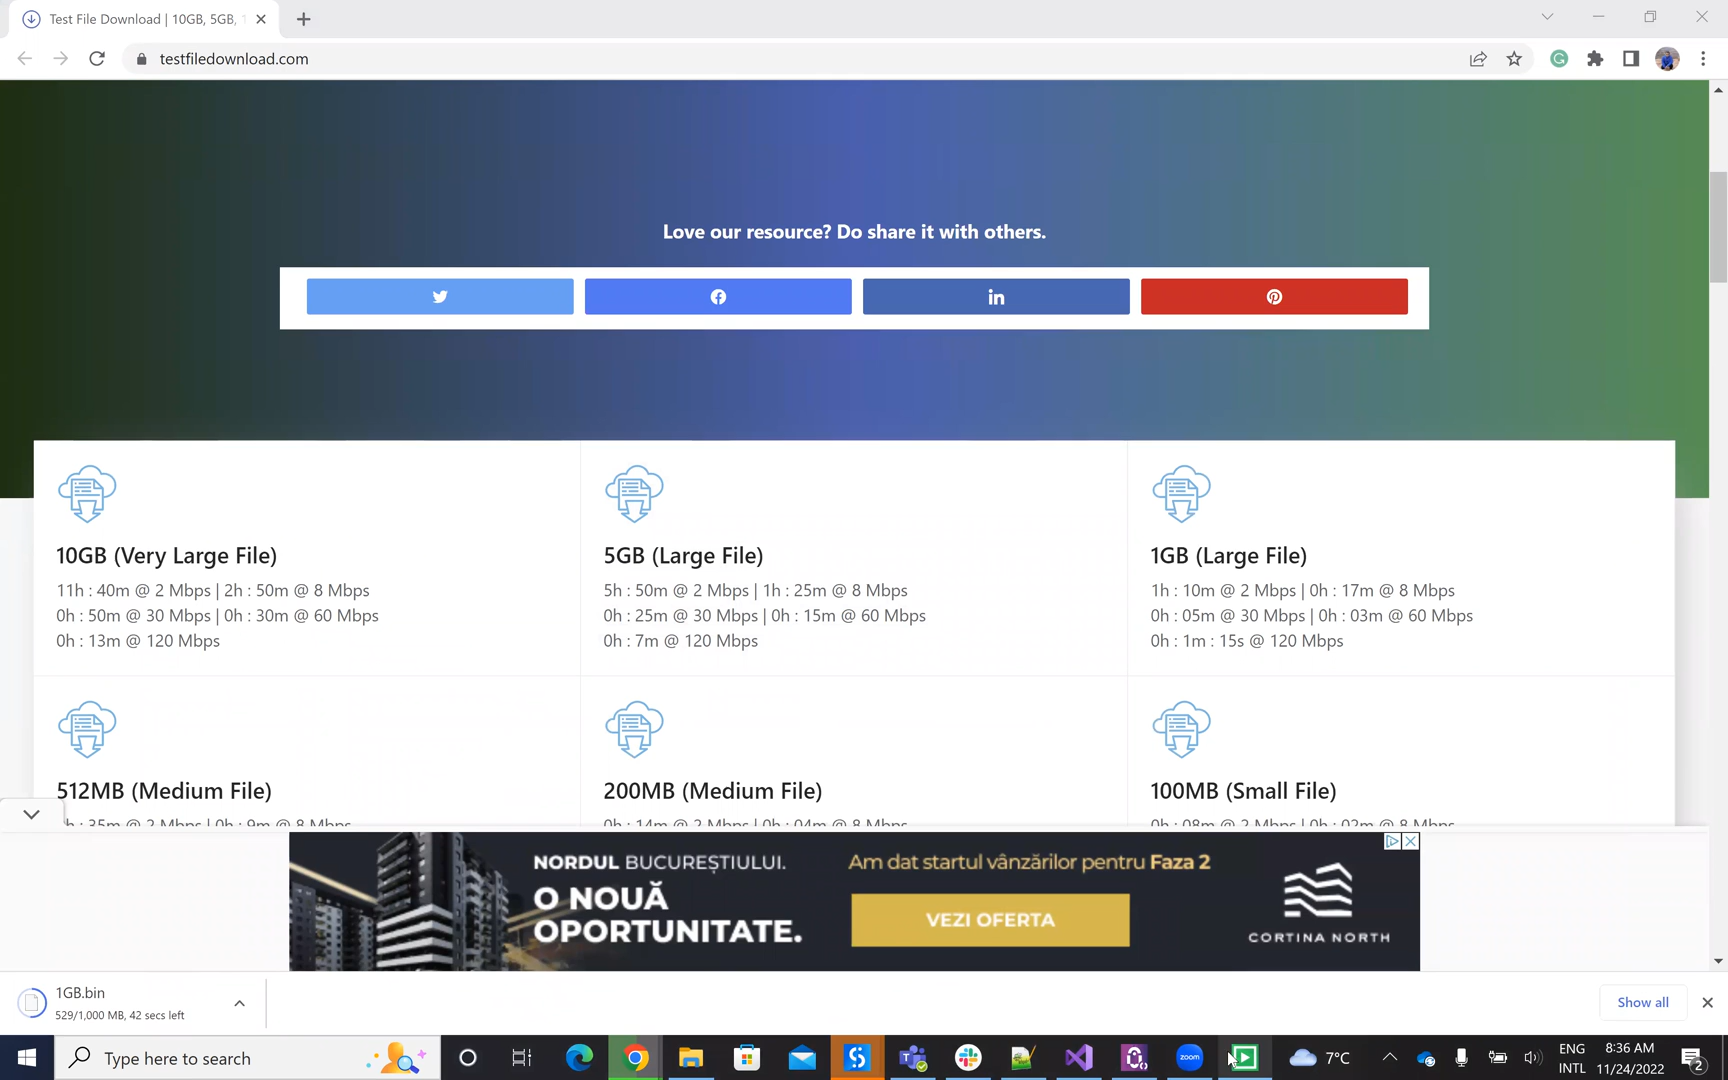 Test File Download | 10GB, 5GB,
testfiledownload.com
Love our resource? Do share it with others.
10GB (Very Large File)
11h : 40m @ 2 Mbps | 2h : 50m @ 8 Mbps
0h : 50m @ 30 Mbps | 0h : 30m @ 60 Mbps
0h : 13m @ 120 Mbps
5GB (Large File)
5h : 50m @ 2 Mbps | 1h : 25m @ 8 Mbps
0h : 25m @ 30 Mbps | 0h : 15m @ 60 Mbps
0h : 7m @ 120 Mbps
1GB (Large File)
1h : 10m @ 2 Mbps | 0h : 17m @ 8 Mbps
0h : 05m @ 30 Mbps | 0h : 03m @ 60 Mbps
0h : 1m : 15s @ 120 Mbps
512MB (Medium File)
h : 35m @ 2 Mbps | 0h : 9m @ 8 Mbps
200MB (Medium File)
0h : 14m @ 2 Mbps | 0h : 04m @ 8 Mbps
100MB (Small File)
0h : 08m @ 2 Mbps | 0h : 02m @ 8 Mbps
NORDUL BUCUREȘTIULUI.
O NOUĂ
OPORTUNITATE.
Am dat startul vânzărilor pentru Faza 2
VEZI OFERTA
CORTINA NORTH
1GB.bin
529/1,000 MB, 42 secs left
Show all
Type here to search
zoom
7°C
ENG
INTL
8:36 AM
11/24/2022
2